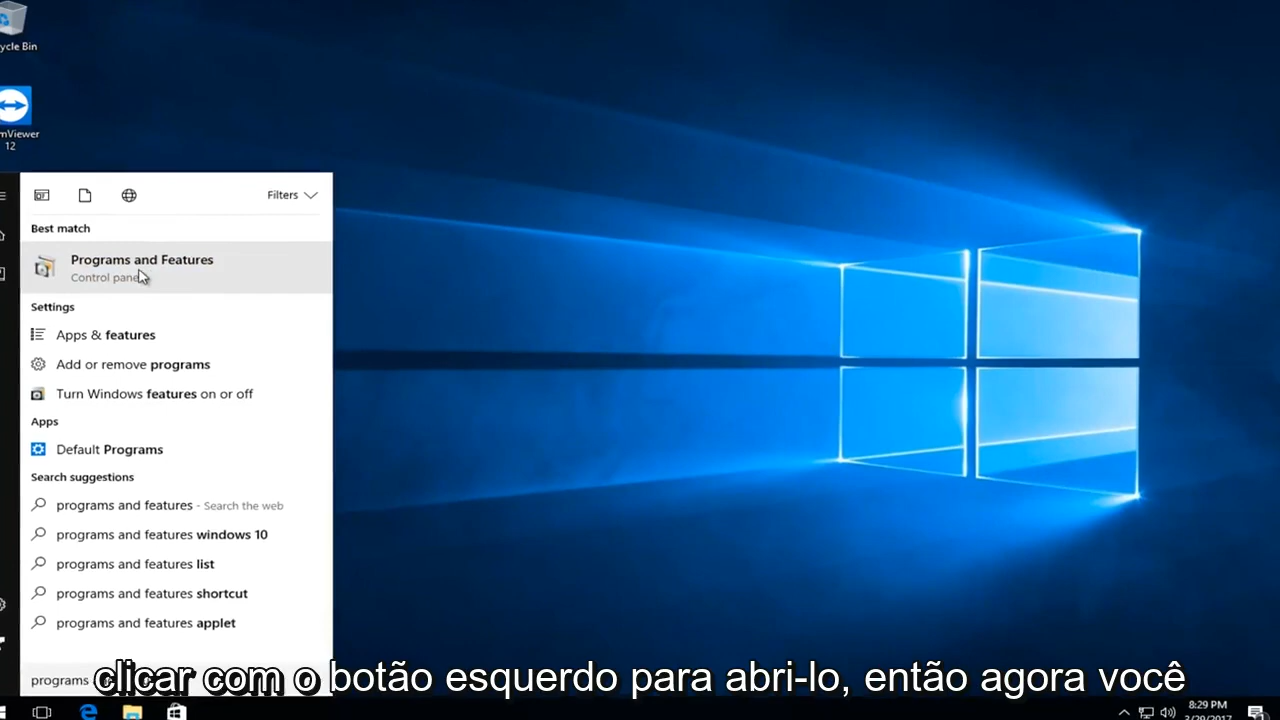 ycle Bin
mViewer
12
Filters
Best match
Programs and Features
Control panel
Settings
Apps & features
Add or remove programs
Turn Windows features on or off
Apps
Default Programs
Search suggestions
programs and features - Search the web
programs and features windows 10
programs and features list
programs and features shortcut
programs and features applet
programs
clicar com o botão esquerdo para abri-lo, então agora você
8:29 PM